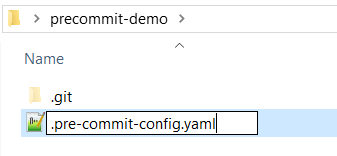 precommit-demo
Name
.git
.pre-commit-config.yaml